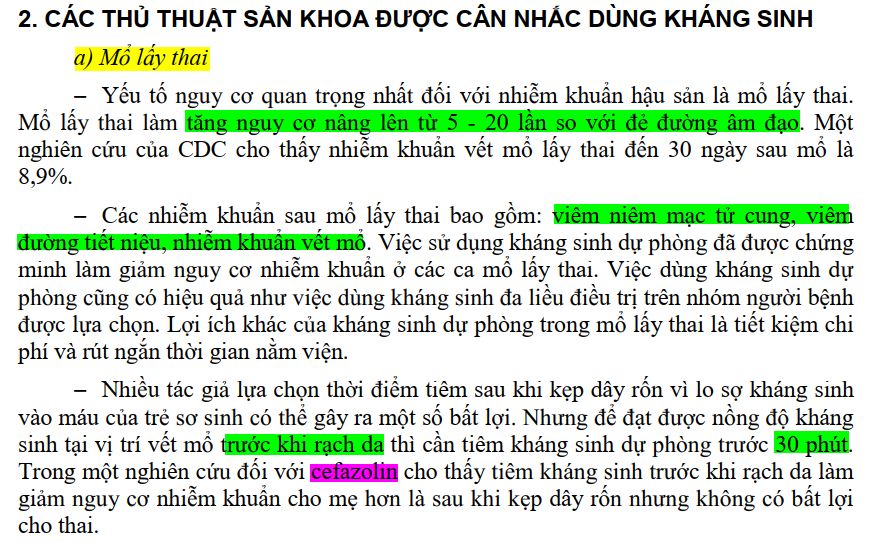 2. CÁC THỦ THUẬT SẢN KHOA ĐƯỢC CÂN NHẮC DÙNG KHÁNG SINH
a) Mổ lấy thai
– Yếu tố nguy cơ quan trọng nhất đối với nhiễm khuẩn hậu sản là mổ lấy thai.
Mổ lấy thai làm tăng nguy cơ nâng lên từ 5 - 20 lần so với đẻ đường âm đạo. Một
nghiên cứu của CDC cho thấy nhiễm khuẩn vết mổ lấy thai đến 30 ngày sau mổ là
8,9%.
– Các nhiễm khuẩn sau mổ lấy thai bao gồm: viêm niêm mạc tử cung, viêm
đường tiết niệu, nhiễm khuẩn vết mổ. Việc sử dụng kháng sinh dự phòng đã được chứng
minh làm giảm nguy cơ nhiễm khuẩn ở các ca mổ lấy thai. Việc dùng kháng sinh dự
phòng cũng có hiệu quả như việc dùng kháng sinh đa liều điều trị trên nhóm người bệnh
được lựa chọn. Lợi ích khác của kháng sinh dự phòng trong mổ lấy thai là tiết kiệm chi
phí và rút ngắn thời gian nằm viện.
– Nhiều tác giả lựa chọn thời điểm tiêm sau khi kẹp dây rốn vì lo sợ kháng sinh
vào máu của trẻ sơ sinh có thể gây ra một số bất lợi. Nhưng để đạt được nồng độ kháng
sinh tại vị trí vết mổ trước khi rạch da thì cần tiêm kháng sinh dự phòng trước 30 phút.
Trong một nghiên cứu đối với cefazolin cho thấy tiêm kháng sinh trước khi rạch da làm
giảm nguy cơ nhiễm khuẩn cho mẹ hơn là sau khi kẹp dây rốn nhưng không có bất lợi
cho thai.